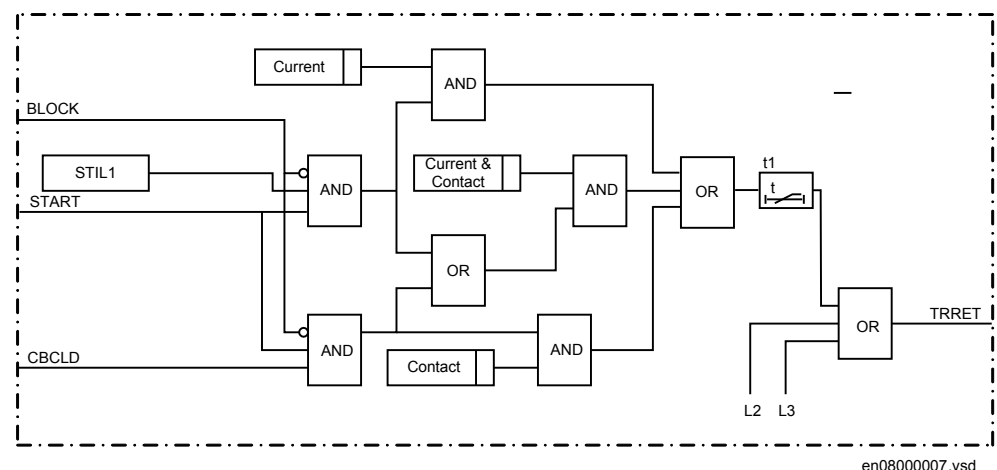 Current
AND
BLOCK
STIL1
AND
Current &
Contact
AND
OR
t1
t
START
OR
TRRET
OR
CBCLD
AND
Contact
AND
L2 L3
en08000007.vsd